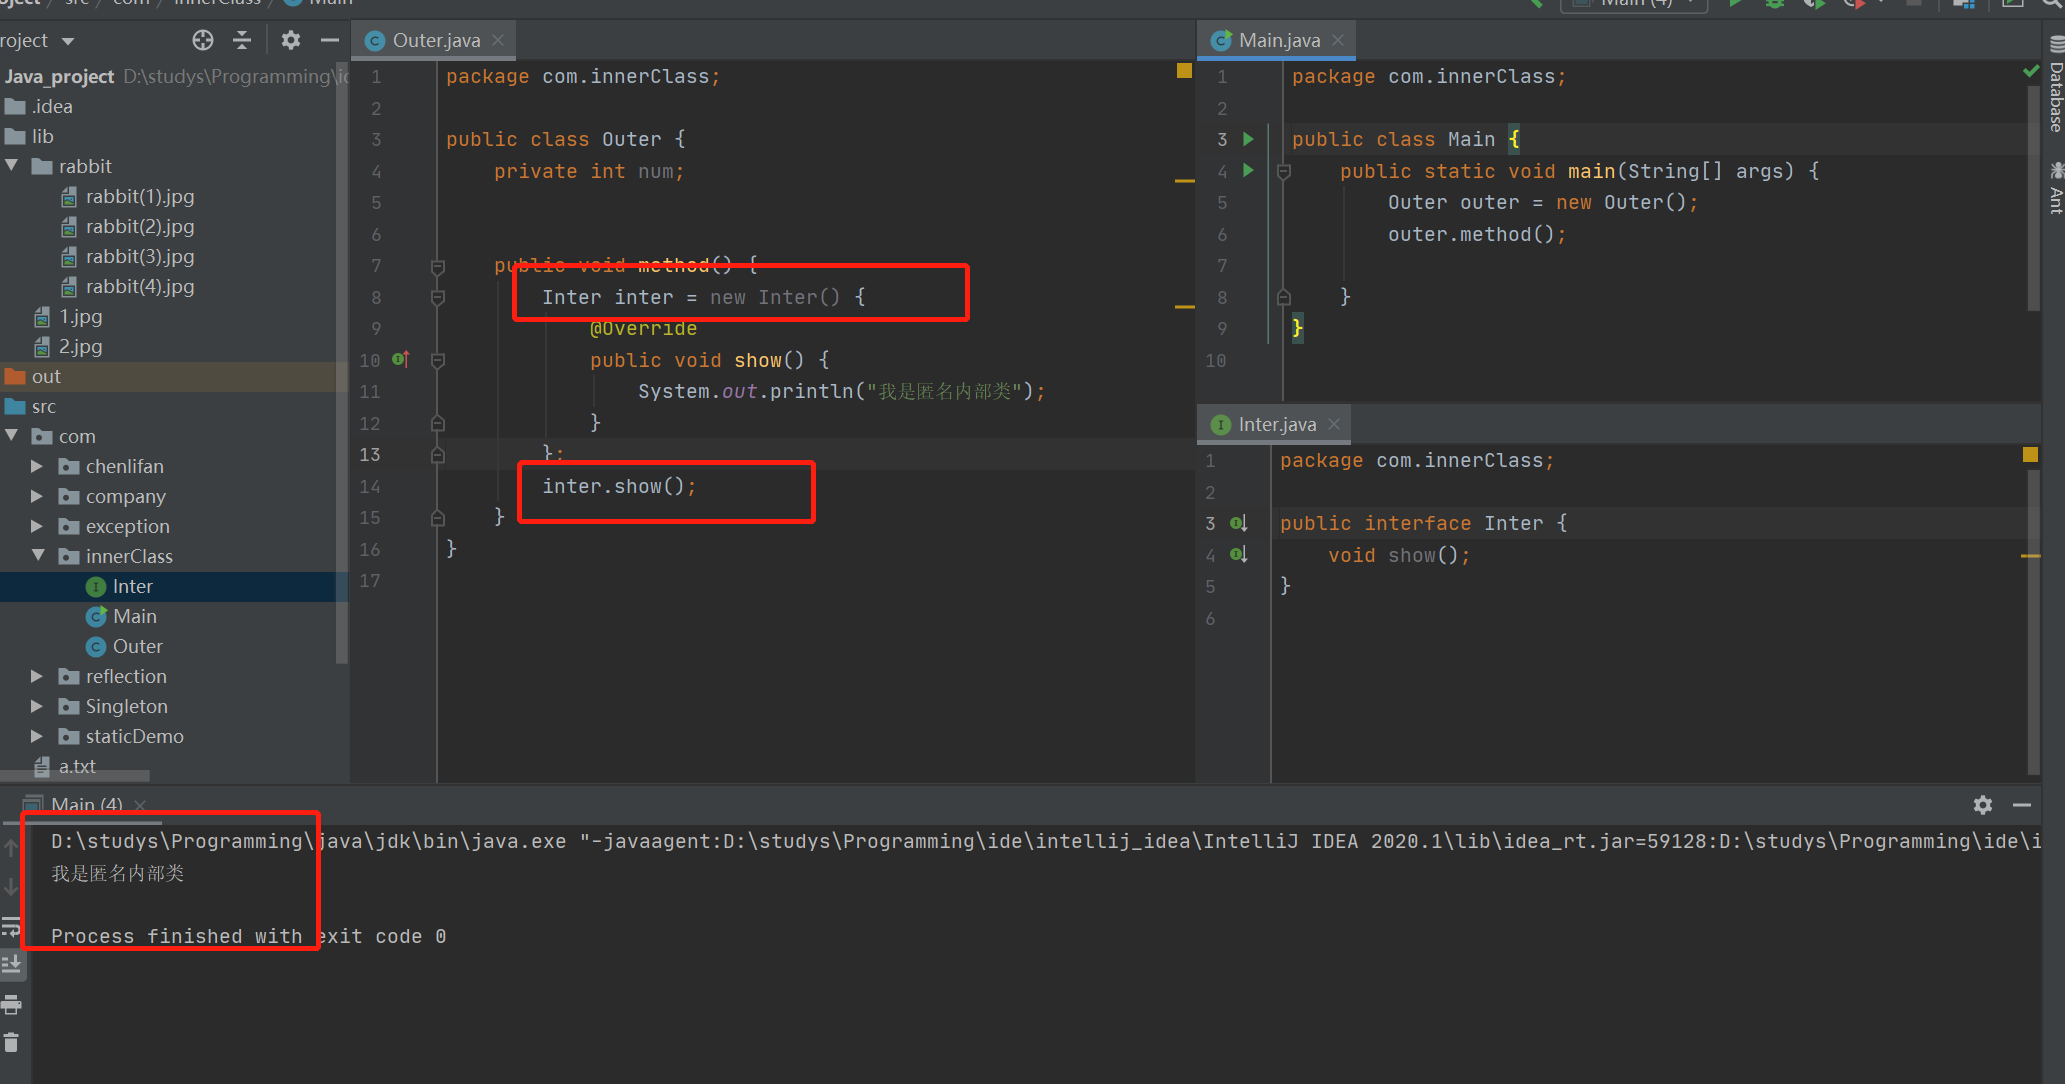 src / com / innerClass / Main
Main (4)
roject
Java_project D:\studys\Programming\
.idea
lib
rabbit
rabbit(1).jpg
rabbit(2).jpg
rabbit(3).jpg
rabbit(4).jpg
1.jpg
2.jpg
out
src
com
chenlifan
company
exception
innerClass
Inter
Main
Outer
reflection
Singleton
staticDemo
a.txt
Outer.java
1 package com.innerClass;
2
3 public class Outer {
4 private int num;
5
6
7 public void method() {
8 Inter inter = new Inter() {
9 @Override
10 public void show() {
11 System.out.println("我是匿名内部类");
12 }
13 };
14 inter.show();
15 }
16 }
17
Main.java
1 package com.innerClass;
2
3 public class Main {
4 public static void main(String[] args) {
5 Outer outer = new Outer();
6 outer.method();
7
8 }
9 }
10
Inter.java
1 package com.innerClass;
2
3 public interface Inter {
4 void show();
5 }
6
Database
Ant
Main (4)
D:\studys\Programming\java\jdk\bin\java.exe "-javaagent:D:\studys\Programming\ide\intellij_idea\IntelliJ IDEA 2020.1\lib\idea_rt.jar=59128:D:\studys\Programming\ide\i
我是匿名内部类
Process finished with exit code 0